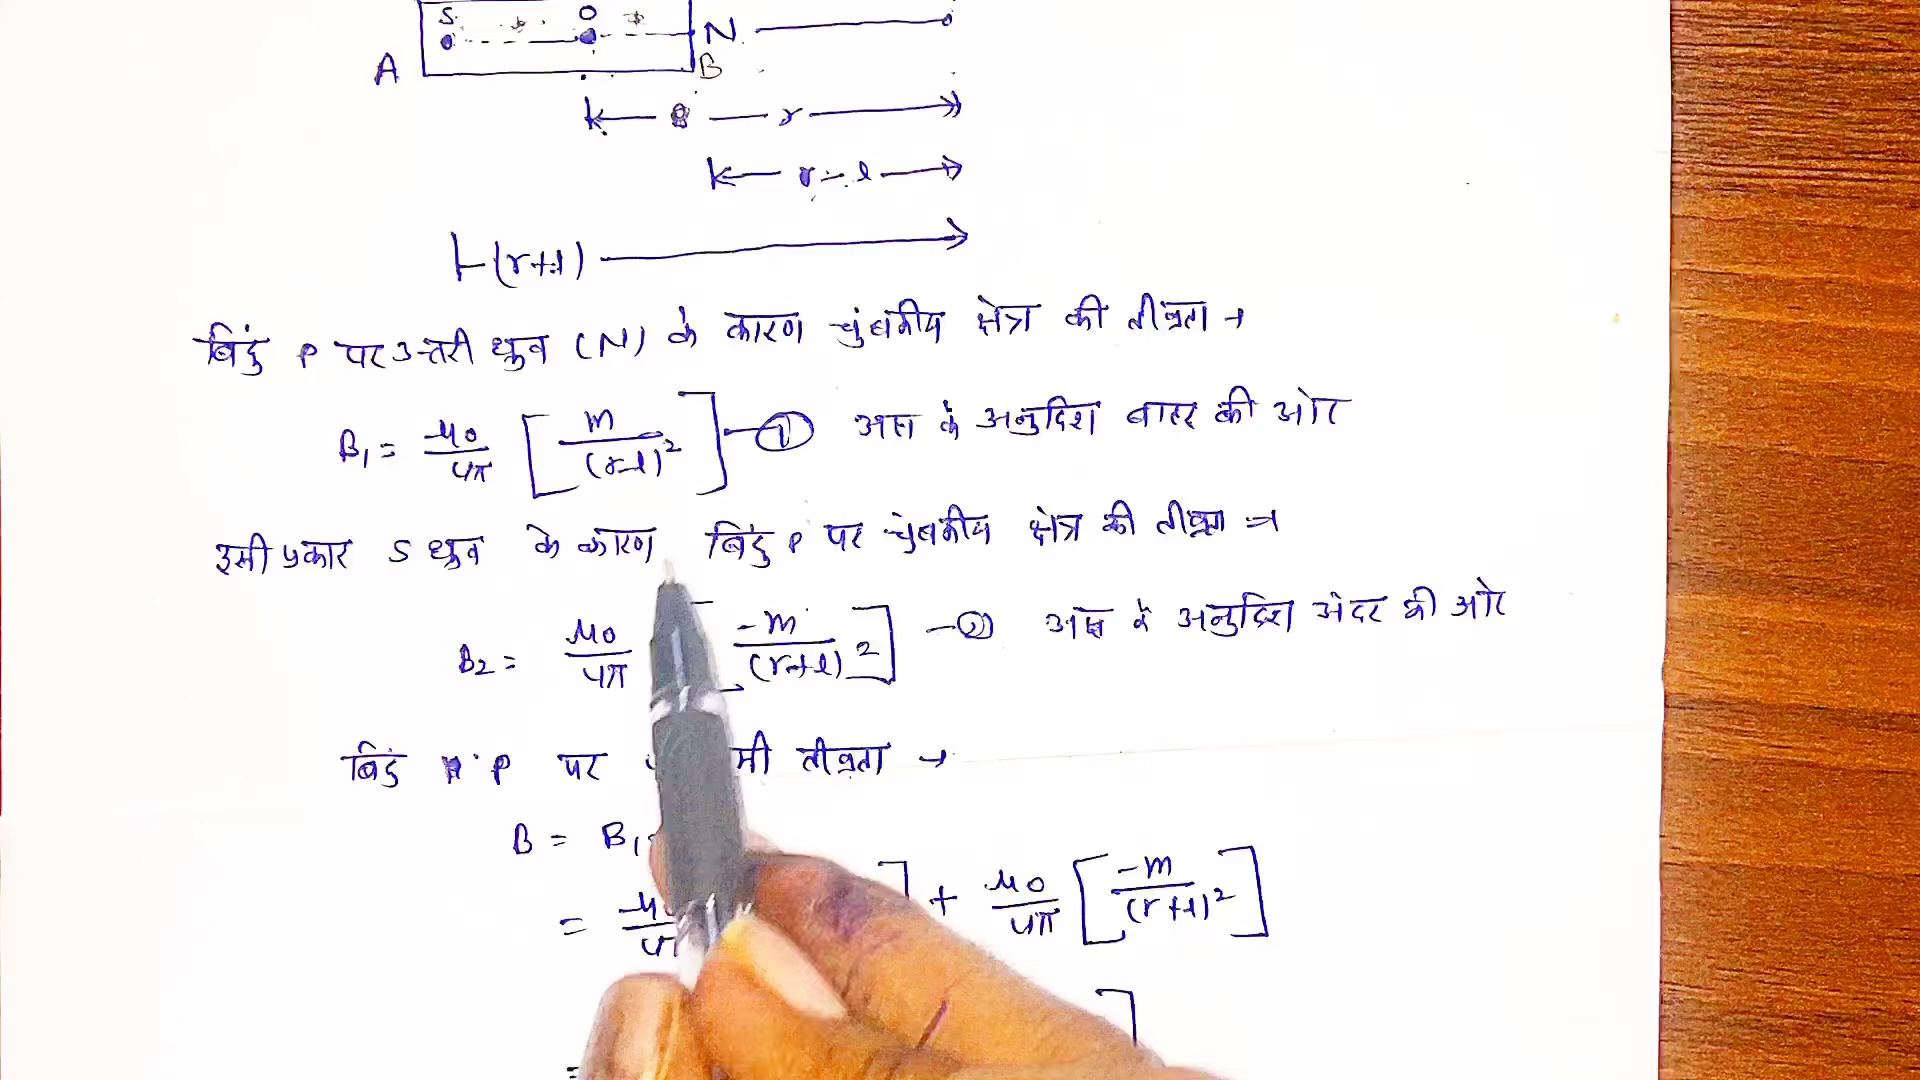 S O
A N
B
r
r-l
(r+l)
बिंदु P पर उत्तरी ध्रुव (N) के कारण चुंबकीय क्षेत्र की तीव्रता →
B₁ = μ0/4π [m/(r-l)²] — ① अक्ष के अनुदिश बाहर की ओर
इसी प्रकार S ध्रुव के कारण बिंदु P पर चुंबकीय क्षेत्र की तीव्रता →
B₂ = μ0/4π [-m/(r+l)²] — ② अक्ष के अनुदिश अंदर की ओर
बिंदु P पर मी तीव्रता →
B = B₁
= ] + μ0/4π [-m/(r+l)²]
= ]